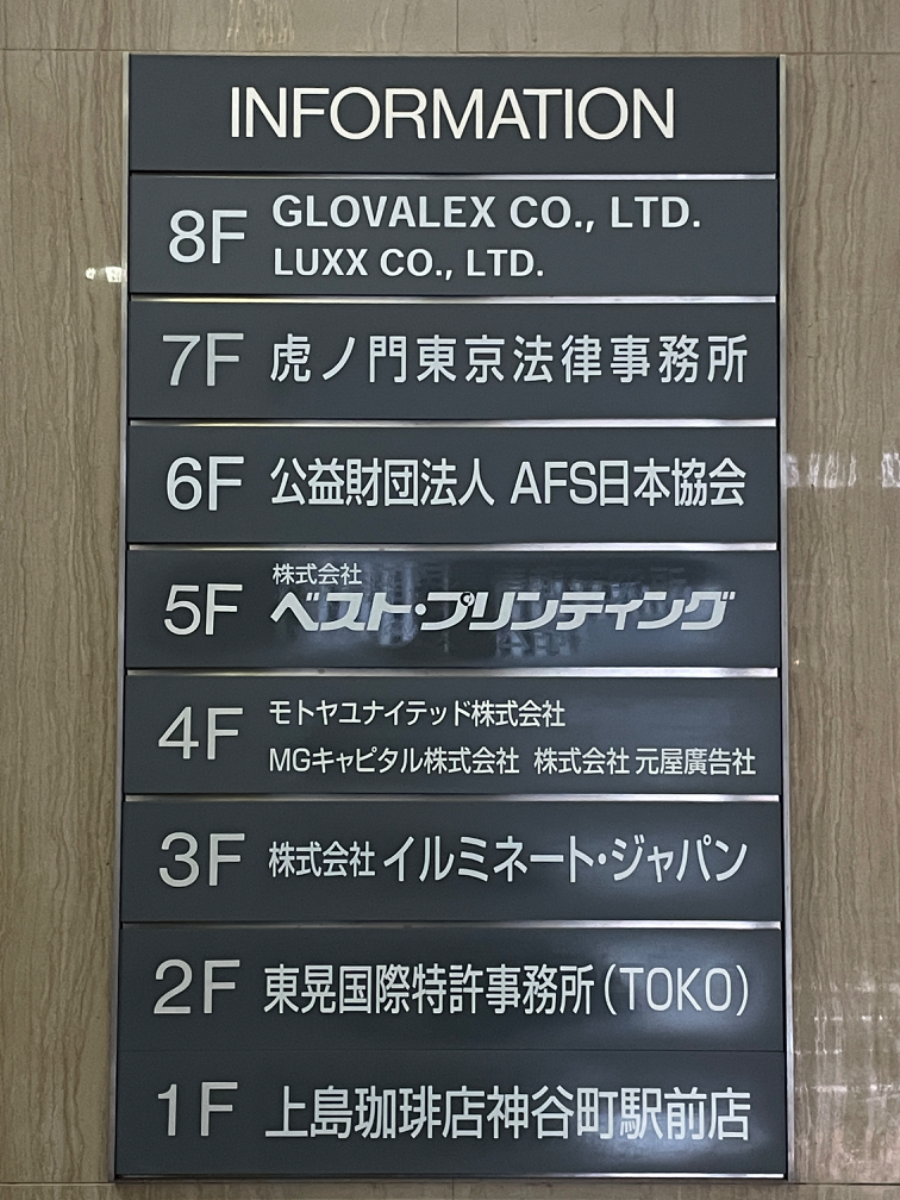 INFORMATION
8F GLOVALEX CO., LTD.
LUXX CO., LTD.
7F 虎ノ門東京法律事務所
6F 公益財団法人 AFS日本協会
5F 株式会社
ベスト・プリンティング
4F モトヤユナイテッド株式会社
MGキャピタル株式会社 株式会社 元屋廣告社
3F 株式会社 イルミネート・ジャパン
2F 東晃国際特許事務所(TOKO)
1F 上島珈琲店神谷町駅前店